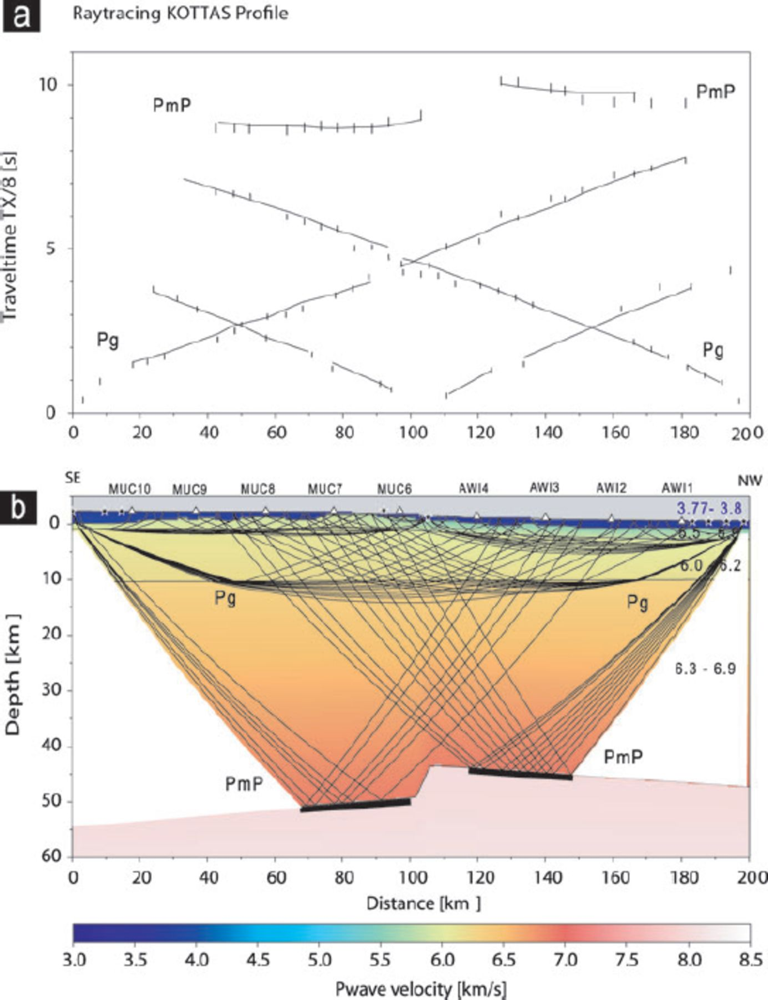 a Raytracing KOTTAS Profile
Traveltime TX/8 [s]
10
5
0
PmP
PmP
Pg
Pg
0 20 40 60 80 100 120 140 160 180 200
SE NW
MUC10 MUC9 MUC8 MUC7 MUC6 AWI4 AWI3 AWI2 AWI1
b
3.77- 3.8
6.0 6.2
6.3 - 6.9
Pg
Pg
PmP
PmP
Depth [km]
0
10
20
30
40
50
60
0 20 40 60 80 100 120 140 160 180 200
Distance [km ]
3.0 3.5 4.0 4.5 5.0 5.5 6.0 6.5 7.0 7.5 8.0 8.5
Pwave velocity [km/s]